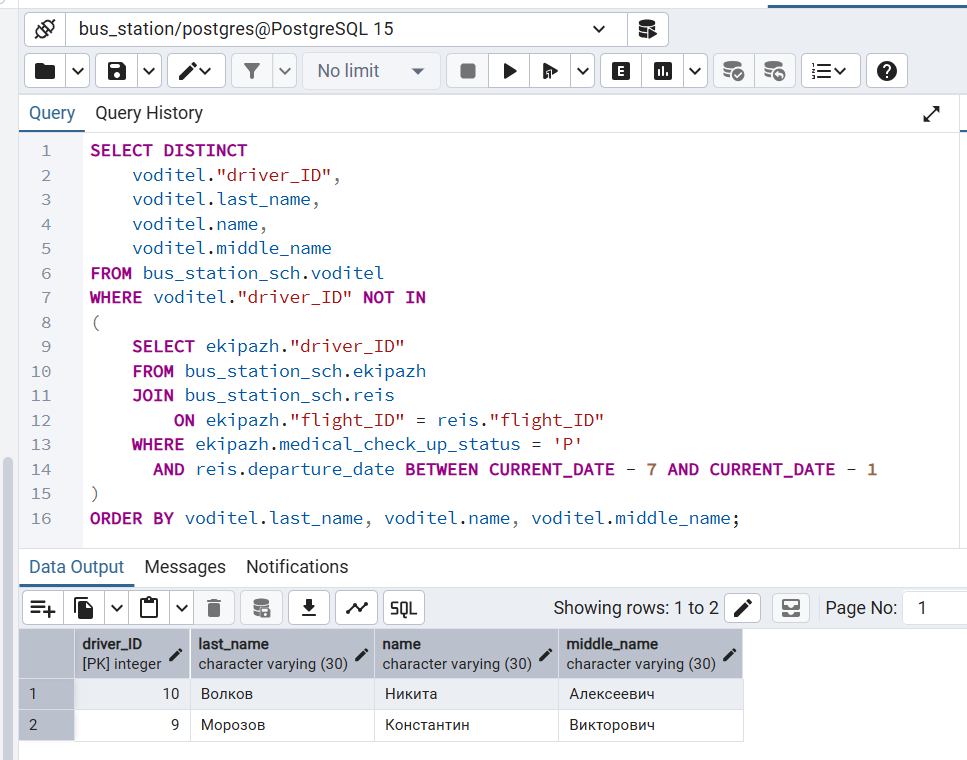 bus_station/postgres@PostgreSQL 15
No limit
E
Query Query History
1 SELECT DISTINCT
2 voditel."driver_ID",
3 voditel.last_name,
4 voditel.name,
5 voditel.middle_name
6 FROM bus_station_sch.voditel
7 WHERE voditel."driver_ID" NOT IN
8 (
9 SELECT ekipazh."driver_ID"
10 FROM bus_station_sch.ekipazh
11 JOIN bus_station_sch.reis
12 ON ekipazh."flight_ID" = reis."flight_ID"
13 WHERE ekipazh.medical_check_up_status = 'P'
14 AND reis.departure_date BETWEEN CURRENT_DATE - 7 AND CURRENT_DATE - 1
15 )
16 ORDER BY voditel.last_name, voditel.name, voditel.middle_name;
Data Output Messages Notifications
SQL Showing rows: 1 to 2 Page No: 1
driver_ID last_name name middle_name
[PK] integer character varying (30) character varying (30) character varying (30)
1 10 Волков Никита Алексеевич
2 9 Морозов Константин Викторович